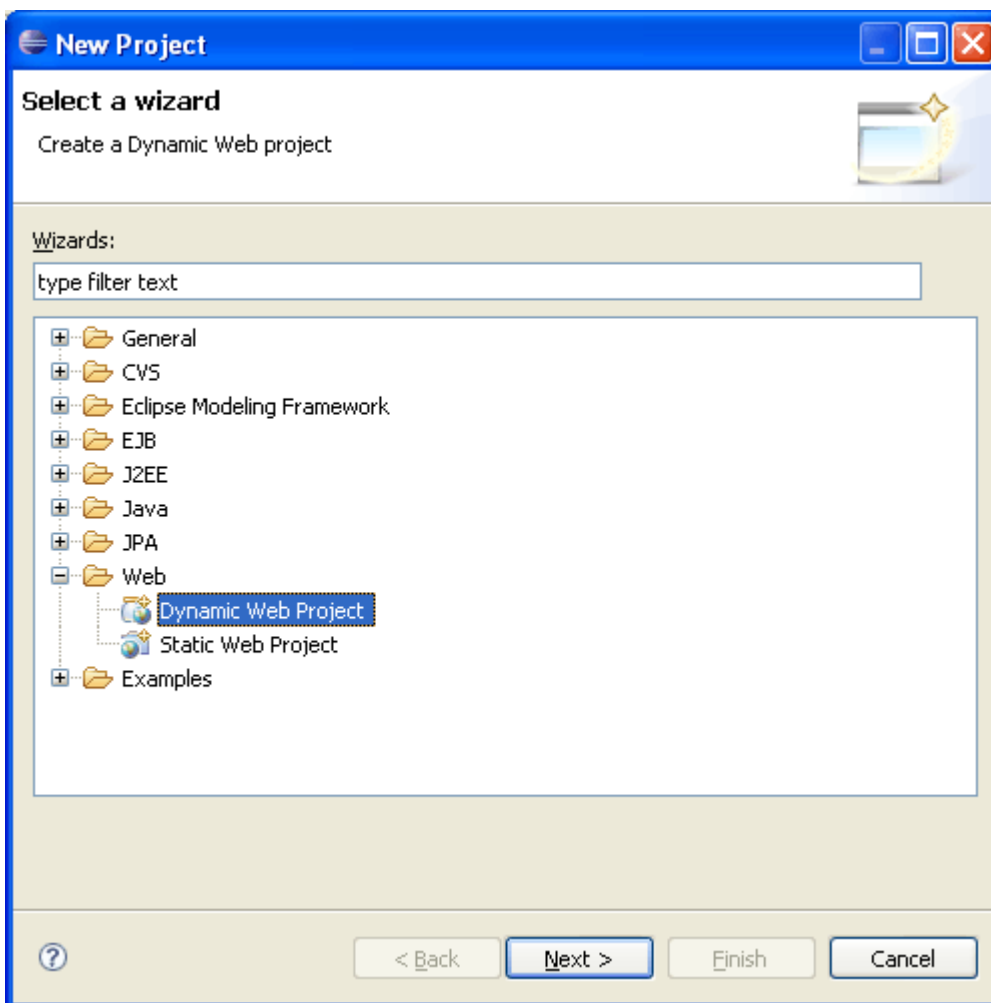 New Project
Select a wizard
Create a Dynamic Web project
Wizards:
type filter text
General
CVS
Eclipse Modeling Framework
EJB
J2EE
Java
JPA
Web
Dynamic Web Project
Static Web Project
Examples
? < Back Next > Finish Cancel